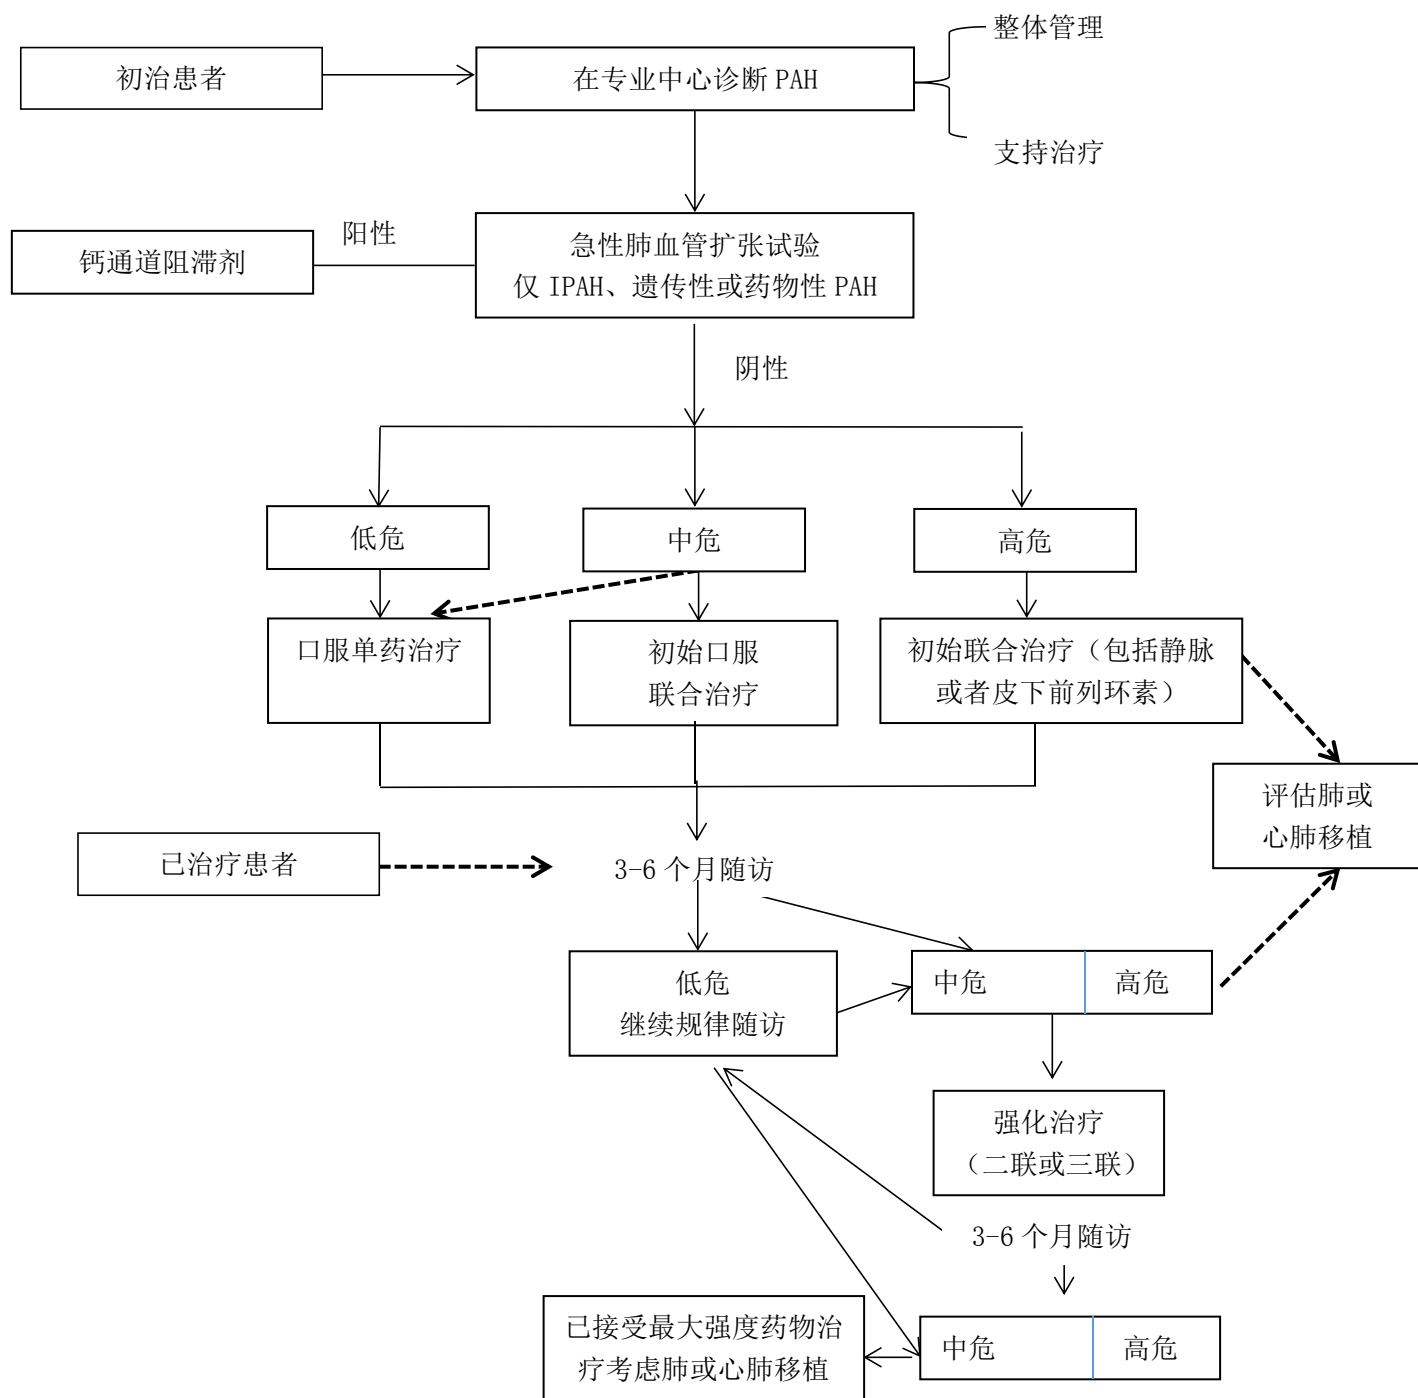 整体管理
初治患者
在专业中心诊断 PAH
支持治疗
钙通道阻滞剂
阳性
急性肺血管扩张试验
仅 IPAH、遗传性或药物性 PAH
阴性
低危
中危
高危
口服单药治疗
初始口服
联合治疗
初始联合治疗（包括静脉
或者皮下前列环素）
评估肺或
心肺移植
已治疗患者
3-6 个月随访
低危
继续规律随访
中危
高危
强化治疗
（二联或三联）
3-6 个月随访
已接受最大强度药物治
疗考虑肺或心肺移植
中危
高危